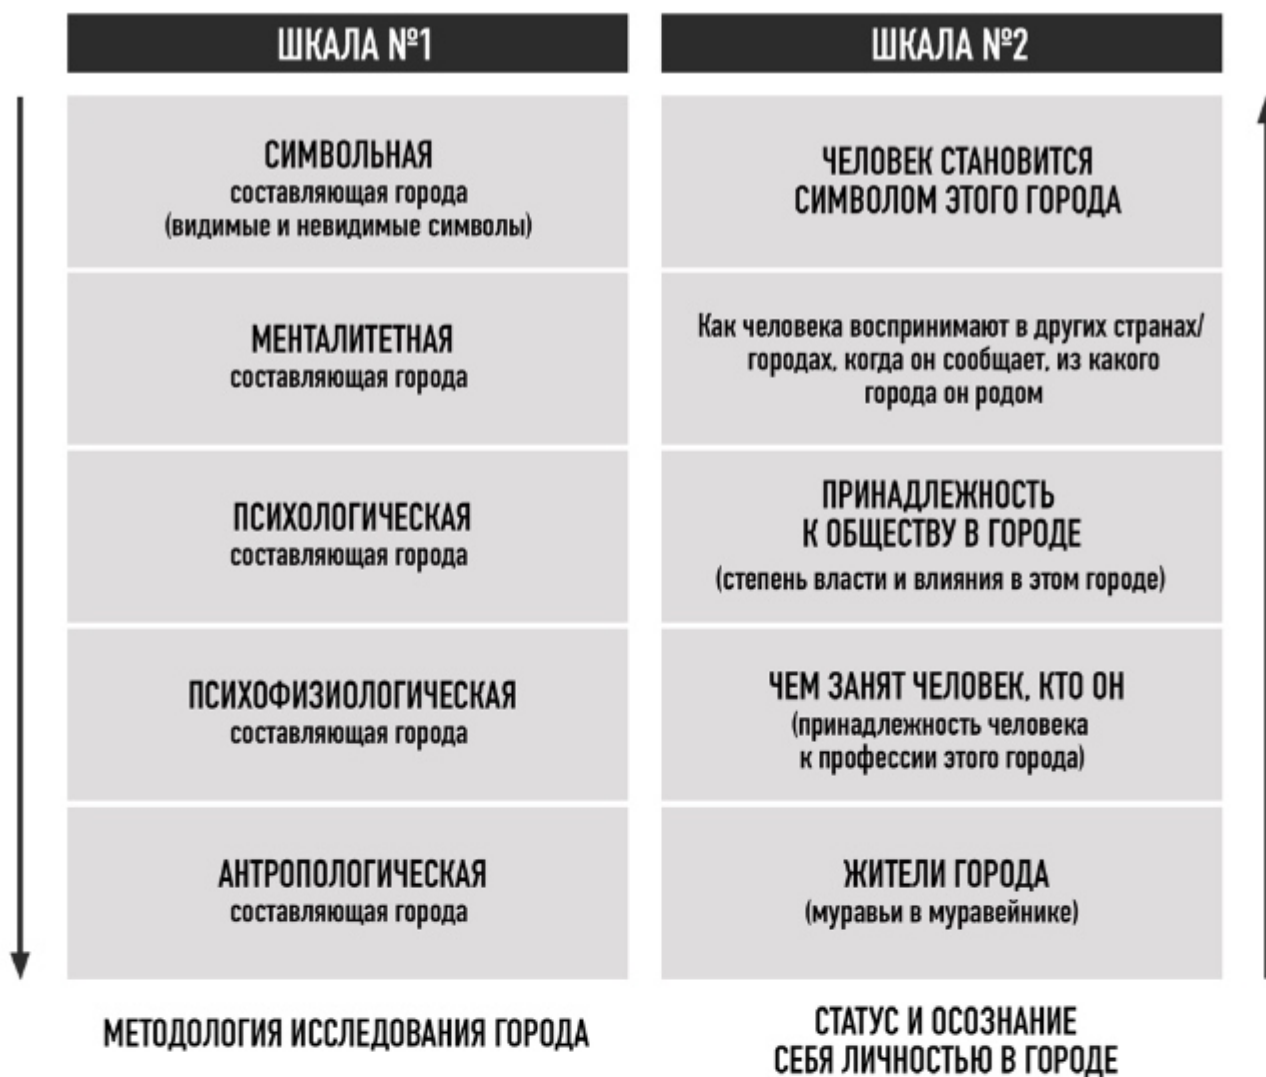 ШКАЛА №1
СИМВОЛЬНАЯ
составляющая города
(видимые и невидимые символы)
МЕНТАЛИТЕТНАЯ
составляющая города
ПСИХОЛОГИЧЕСКАЯ
составляющая города
ПСИХОФИЗИОЛОГИЧЕСКАЯ
составляющая города
АНТРОПОЛОГИЧЕСКАЯ
составляющая города
МЕТОДОЛОГИЯ ИССЛЕДОВАНИЯ ГОРОДА
ШКАЛА №2
ЧЕЛОВЕК СТАНОВИТСЯ
СИМВОЛОМ ЭТОГО ГОРОДА
Как человека воспринимают в других странах/
городах, когда он сообщает, из какого
города он родом
ПРИНАДЛЕЖНОСТЬ
К ОБЩЕСТВУ В ГОРОДЕ
(степень власти и влияния в этом городе)
ЧЕМ ЗАНЯТ ЧЕЛОВЕК, КТО ОН
(принадлежность человека
к профессии этого города)
ЖИТЕЛИ ГОРОДА
(муравьи в муравейнике)
СТАТУС И ОСОЗНАНИЕ
СЕБЯ ЛИЧНОСТЬЮ В ГОРОДЕ